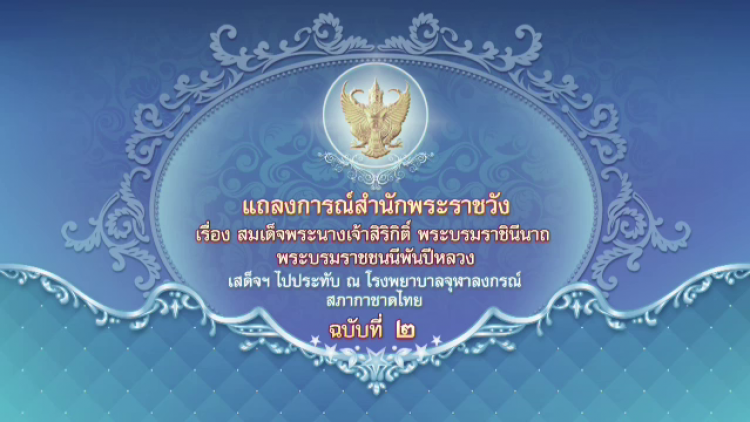 แถลงการณ์สำนักพระราชวัง
เรื่อง สมเด็จพระนางเจ้าสิริกิติ์ พระบรมราชินีนาถ
พระบรมราชชนนีพันปีหลวง
เสด็จฯ ไปประทับ ณ โรงพยาบาลจุฬาลงกรณ์
สภากาชาดไทย
ฉบับที่ ๒